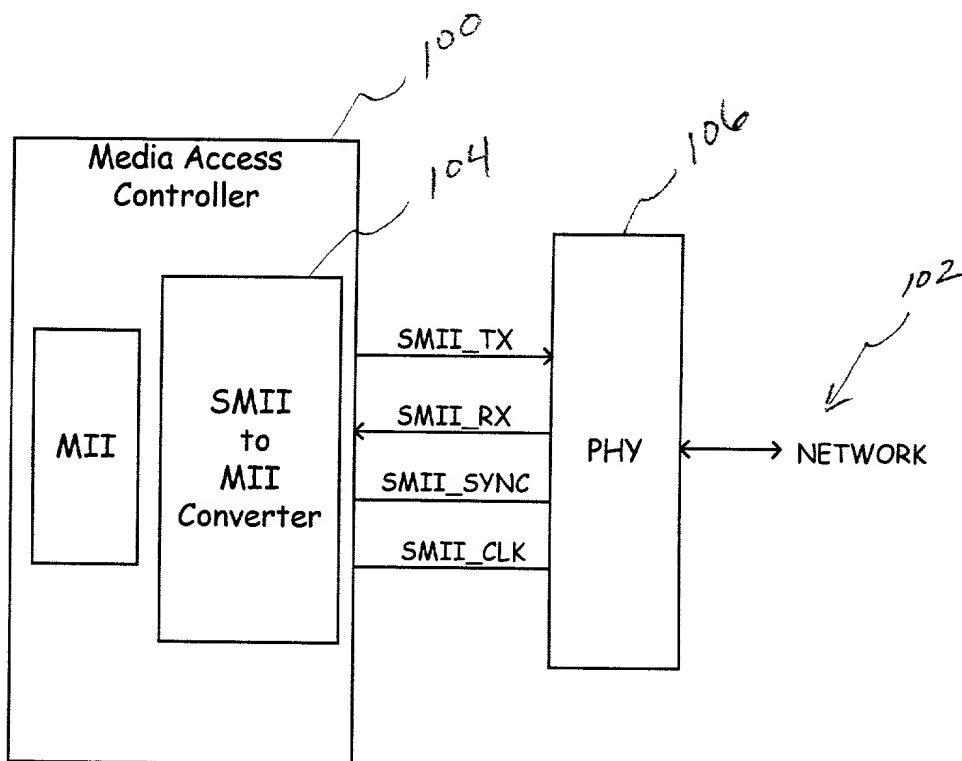 100
Media Access
Controller
104
106
102
MII
SMII
to
MII
Converter
SMII_TX
SMII_RX
SMII_SYNC
SMII_CLK
PHY
NETWORK